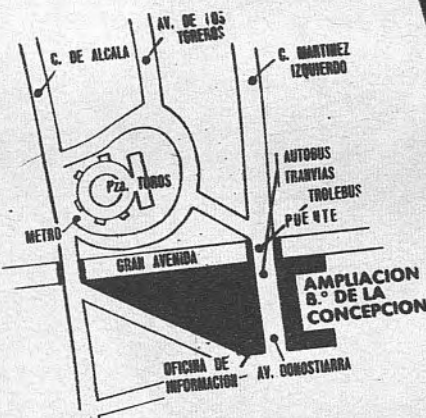 AV. DE LOS
TOREROS
C. DE ALCALA
C. MARTINEZ
IZQUIERDO
AUTOBUS
TRANVIAS
TROLEBUS
PUENTE
Pza. TOROS
METRO
GRAN AVENIDA
AMPLIACION
B.º DE LA
CONCEPCION
OFICINA DE
INFORMACION
AV. DONOSTIARRA